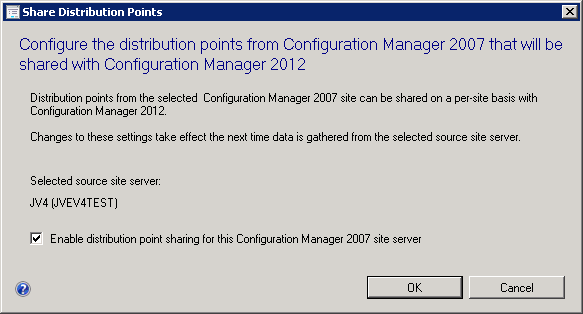 Share Distribution Points
Configure the distribution points from Configuration Manager 2007 that will be
shared with Configuration Manager 2012
Distribution points from the selected  Configuration Manager 2007 site can be shared on a per-site basis with
Configuration Manager 2012.
Changes to these settings take effect the next time data is gathered from the selected source site server.
Selected source site server:
JV4 (JVEV4TEST)
Enable distribution point sharing for this Configuration Manager 2007 site server
OK
Cancel